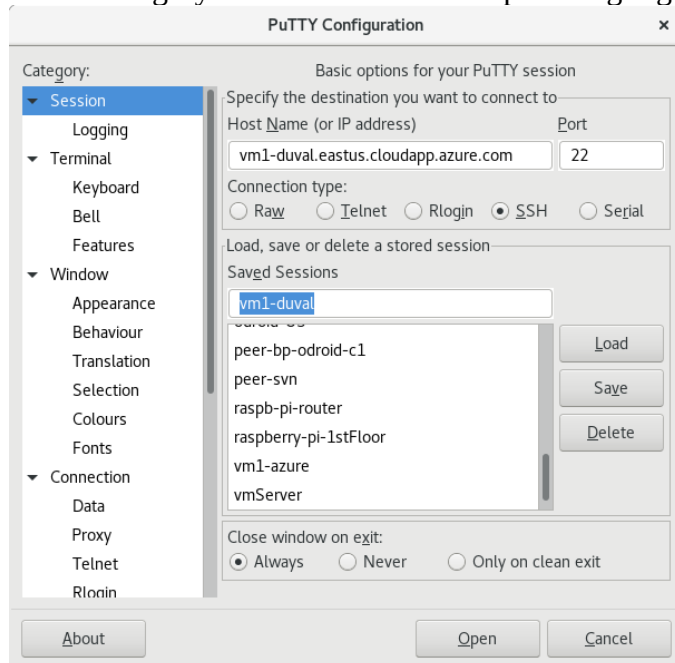 PuTTY Configuration ×
Category:
Session
Logging
Terminal
Keyboard
Bell
Features
Window
Appearance
Behaviour
Translation
Selection
Colours
Fonts
Connection
Data
Proxy
Telnet
Rlogin
Basic options for your PuTTY session
Specify the destination you want to connect to
Host Name (or IP address) Port
vm1-duval.eastus.cloudapp.azure.com 22
Connection type:
Raw Telnet Rlogin SSH Serial
Load, save or delete a stored session
Saved Sessions
vm1-duval
peer-bp-odroid-c1
peer-svn
raspb-pi-router
raspberry-pi-1stFloor
vm1-azure
vmServer
Load
Save
Delete
Close window on exit:
Always Never Only on clean exit
About Open Cancel